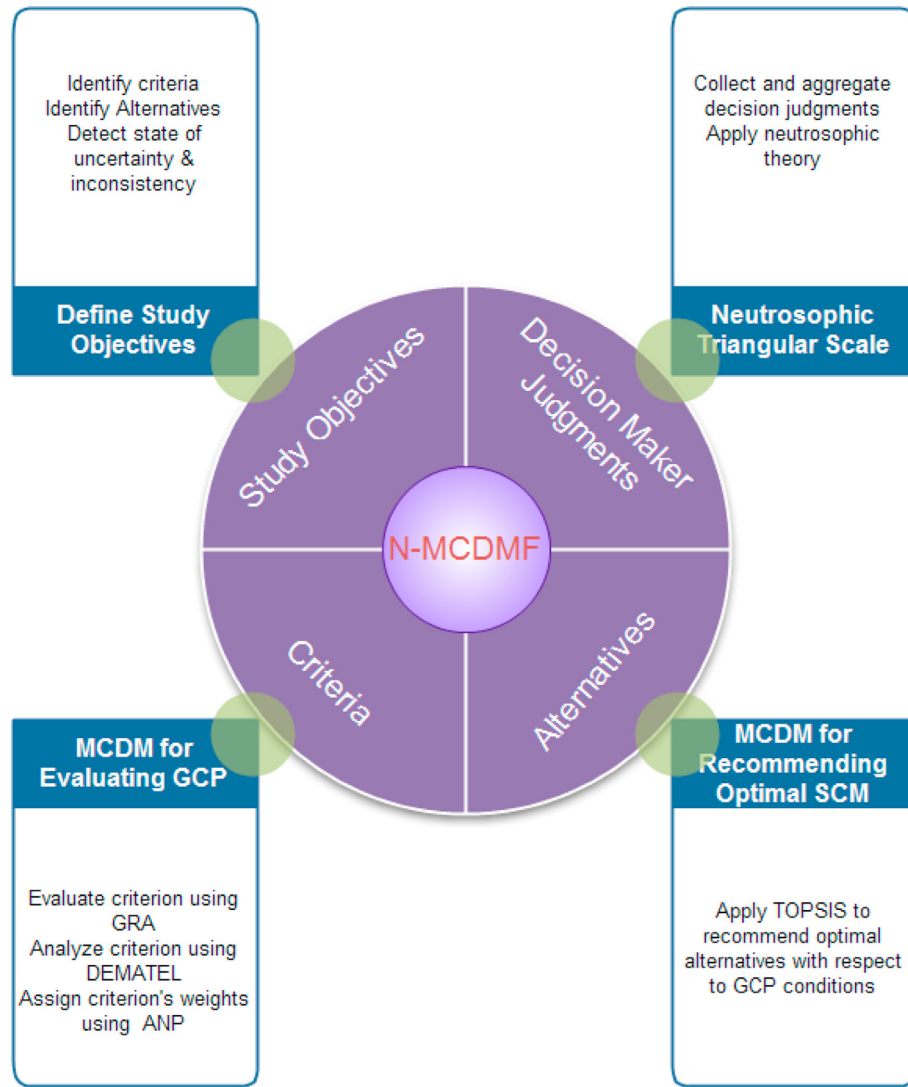 Identify criteria
Identify Alternatives
Detect state of
uncertainty &
inconsistency
Define Study
Objectives
Collect and aggregate
decision judgments
Apply neutrosophic
theory
Neutrosophic
Triangular Scale
Study Objectives
Decision Maker
Judgments
N-MCDMF
Criteria
Alternatives
MCDM for
Evaluating GCP
Evaluate criterion using
GRA
Analyze criterion using
DEMATEL
Assign criterion's weights
using ANP
MCDM for
Recommending
Optimal SCM
Apply TOPSIS to
recommend optimal
alternatives with respect
to GCP conditions